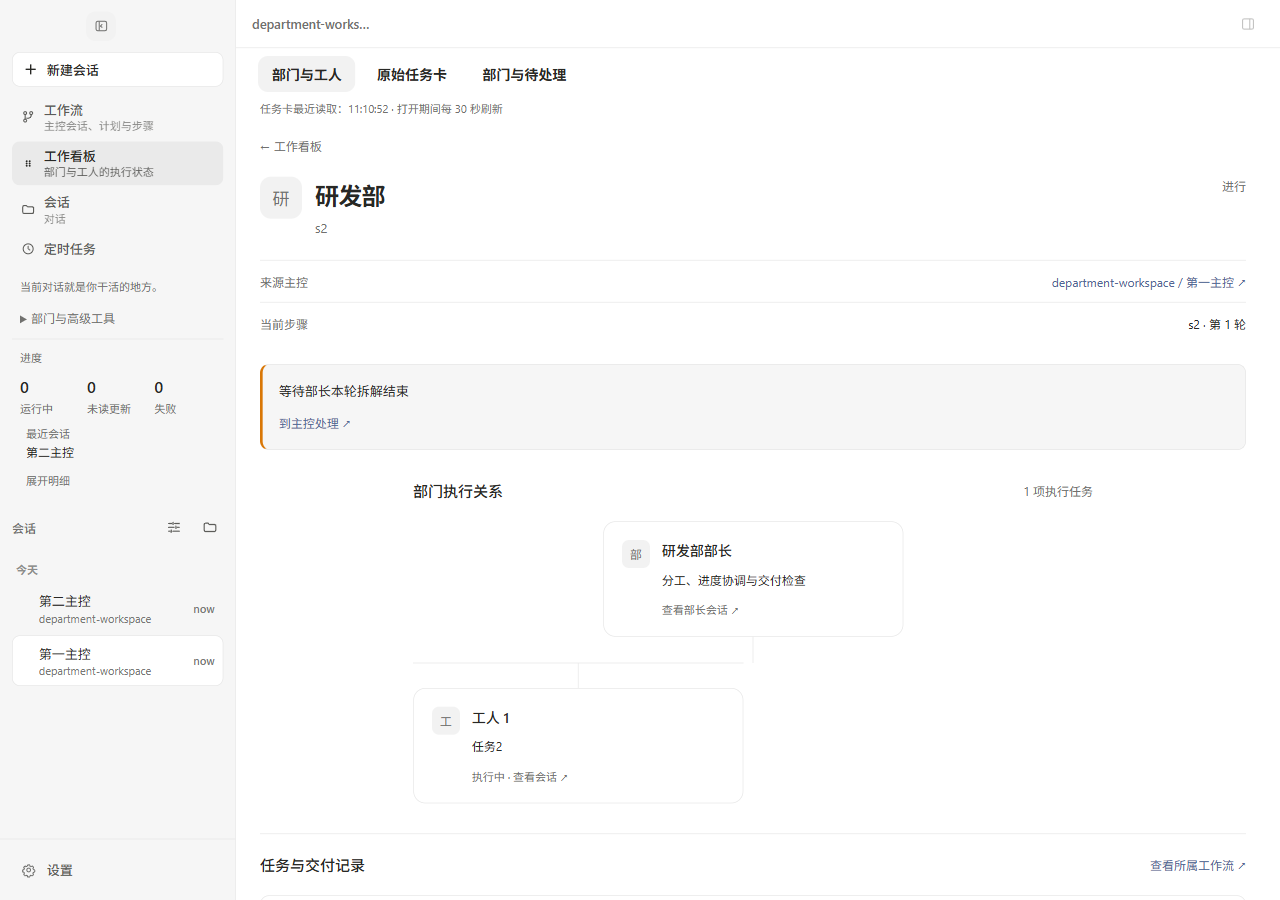 新建会话
工作流
主控会话、计划与步骤
工作看板
部门与工人的执行状态
会话
对话
定时任务
当前对话就是你干活的地方。
▶ 部门与高级工具
进度
0 0 0
运行中 未读更新 失败
最近会话
第二主控
展开明细
会话
今天
第二主控
department-workspace
now
第一主控
department-workspace
now
设置
department-works...
部门与工人 原始任务卡 部门与待处理
任务卡最近读取：11:10:52 · 打开期间每 30 秒刷新
← 工作看板
研
研发部
s2
进行
来源主控 department-workspace / 第一主控 ↗
当前步骤 s2 · 第 1 轮
等待部长本轮拆解结束
到主控处理 ↗
部门执行关系 1 项执行任务
部
研发部部长
分工、进度协调与交付检查
查看部长会话 ↗
工
工人 1
任务2
执行中 · 查看会话 ↗
任务与交付记录 查看所属工作流 ↗